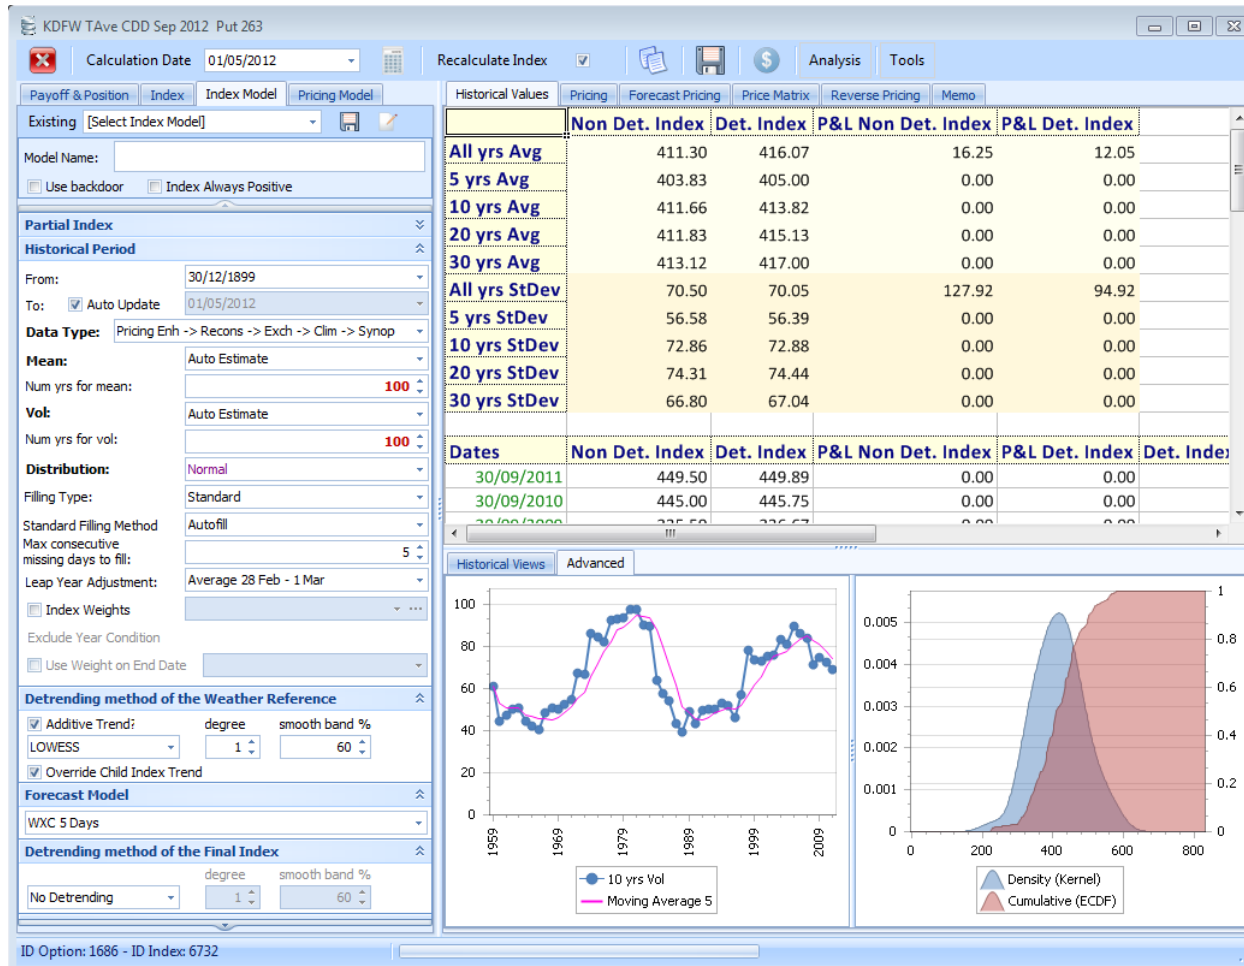 KDFW TAve CDD Sep 2012 Put 263
Calculation Date 01/05/2012 Recalculate Index Analysis Tools
Payoff & Position Index Index Model Pricing Model
Existing [Select Index Model]
Model Name:
Use backdoor Index Always Positive
Partial Index
Historical Period
From: 30/12/1899
To: Auto Update 01/05/2012
Data Type: Pricing Enh -> Recons -> Exch -> Clim -> Synop
Mean: Auto Estimate
Num yrs for mean: 100
Vol: Auto Estimate
Num yrs for vol: 100
Distribution: Normal
Filling Type: Standard
Standard Filling Method Autofill
Max consecutive
missing days to fill: 5
Leap Year Adjustment: Average 28 Feb - 1 Mar
Index Weights
Exclude Year Condition
Use Weight on End Date
Detrending method of the Weather Reference
Additive Trend? degree smooth band %
LOWESS 1 60
Override Child Index Trend
Forecast Model
WXC 5 Days
Detrending method of the Final Index
degree smooth band %
No Detrending 1 60
Historical Values Pricing Forecast Pricing Price Matrix Reverse Pricing Memo
Non Det. Index Det. Index P&L Non Det. Index P&L Det. Index
All yrs Avg 411.30 416.07 16.25 12.05
5 yrs Avg 403.83 405.00 0.00 0.00
10 yrs Avg 411.66 413.82 0.00 0.00
20 yrs Avg 411.83 415.13 0.00 0.00
30 yrs Avg 413.12 417.00 0.00 0.00
All yrs StDev 70.50 70.05 127.92 94.92
5 yrs StDev 56.58 56.39 0.00 0.00
10 yrs StDev 72.86 72.88 0.00 0.00
20 yrs StDev 74.31 74.44 0.00 0.00
30 yrs StDev 66.80 67.04 0.00 0.00
Dates Non Det. Index Det. Index P&L Non Det. Index P&L Det. Index Det. Index
30/09/2011 449.50 449.89 0.00 0.00
30/09/2010 445.00 445.75 0.00 0.00
Historical Views Advanced
100
80
60
40
20
0
1959 1969 1979 1989 1999 2009
10 yrs Vol
Moving Average 5
0.005
0.004
0.003
0.002
0.001
0
1
0.8
0.6
0.4
0.2
0
0 200 400 600 800
Density (Kernel)
Cumulative (ECDF)
ID Option: 1686 - ID Index: 6732